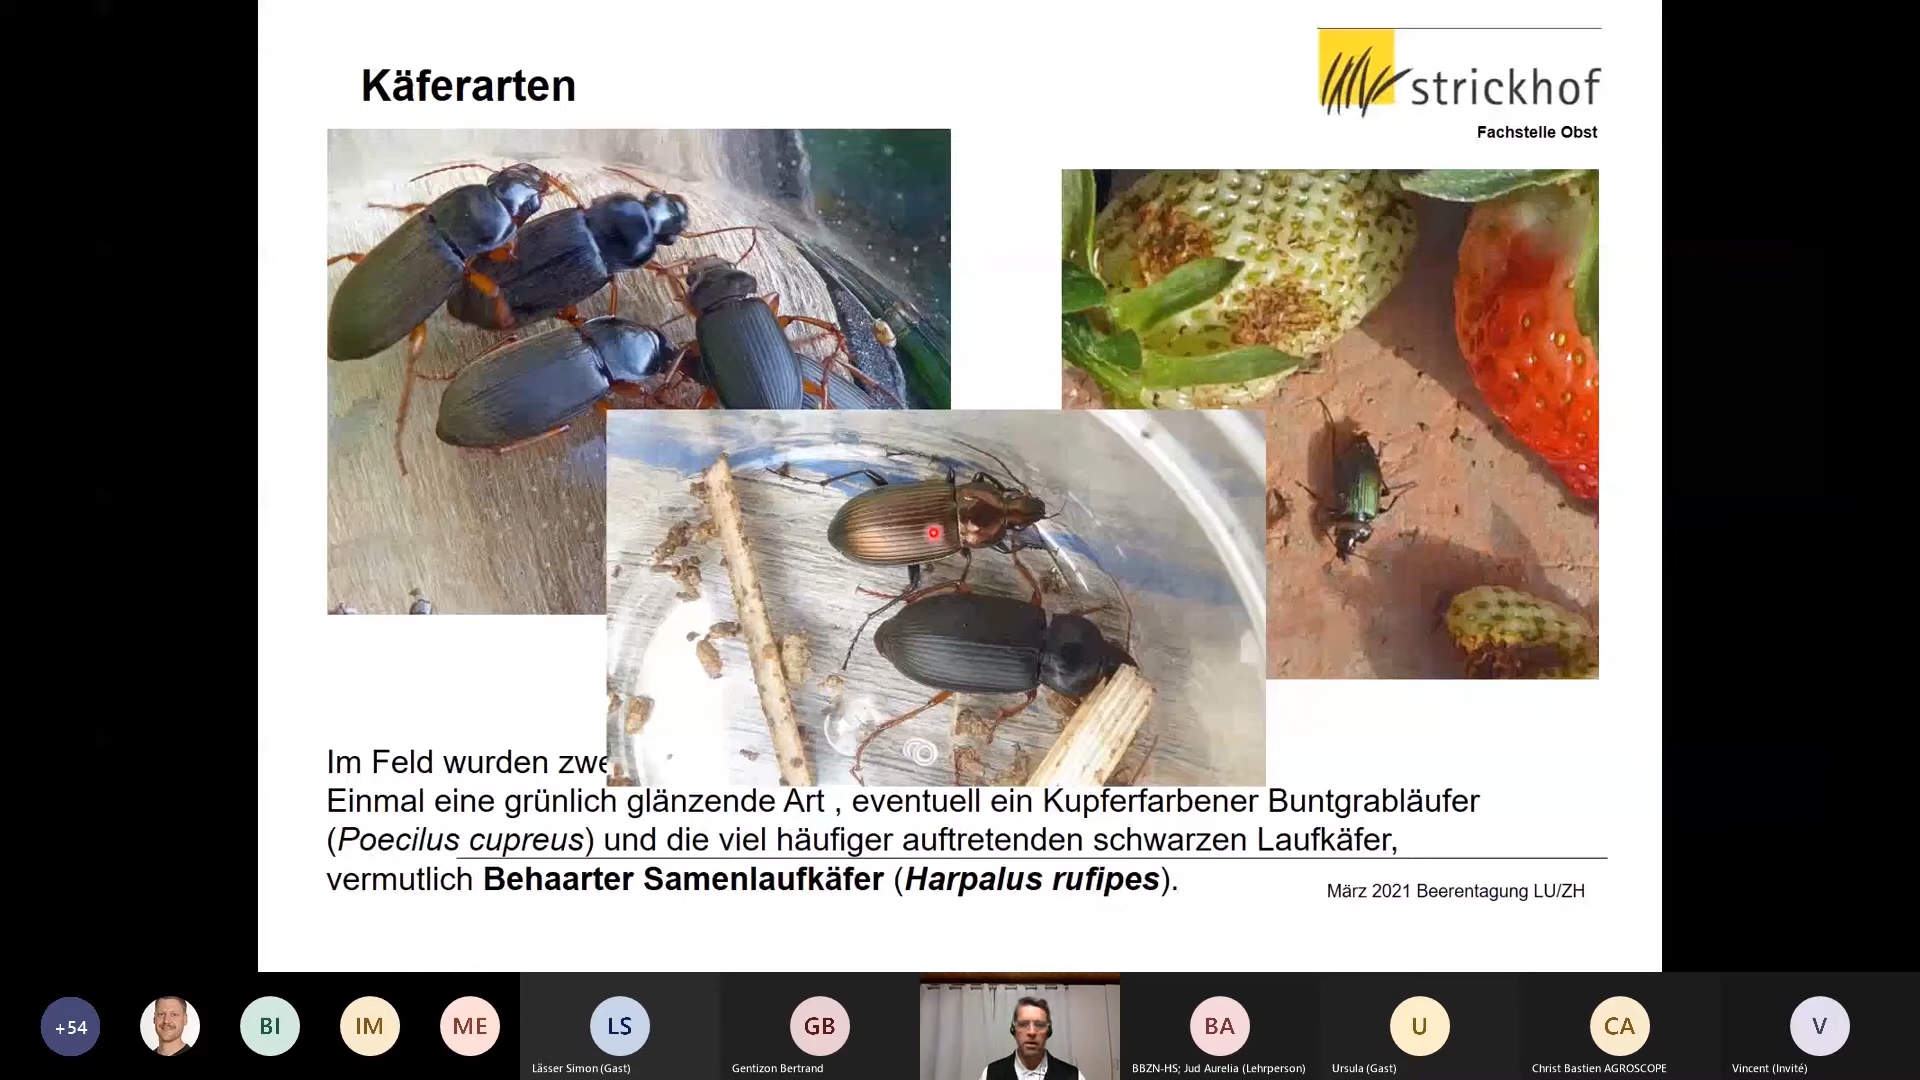 Käferarten
strickhof
Fachstelle Obst
Im Feld wurden zwe
Einmal eine grünlich glänzende Art , eventuell ein Kupferfarbener Buntgrabläufer
(Poecilus cupreus) und die viel häufiger auftretenden schwarzen Laufkäfer,
vermutlich Behaarter Samenlaufkäfer (Harpalus rufipes).
März 2021 Beerentagung LU/ZH
+54
BI
IM
ME
LS
GB
BA
U
CA
V
Lässer Simon (Gast)
Gentizon Bertrand
BBZN-HS; Jud Aurelia (Lehrperson)
Ursula (Gast)
Christ Bastien AGROSCOPE
Vincent (Invité)